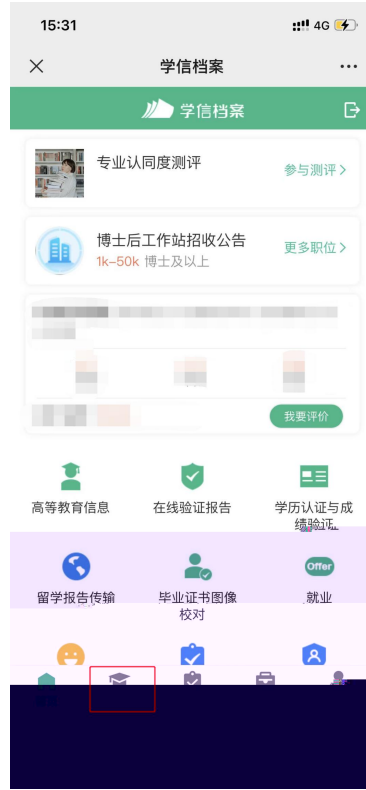 15:31
4G
学信档案
学信档案
专业认同度测评
参与测评
博士后工作站招收公告
更多职位
1k–50k 博士及以上
我要评价
高等教育信息
在线验证报告
学历认证与成
绩验证
Offer
留学报告传输
毕业证书图像
校对
就业